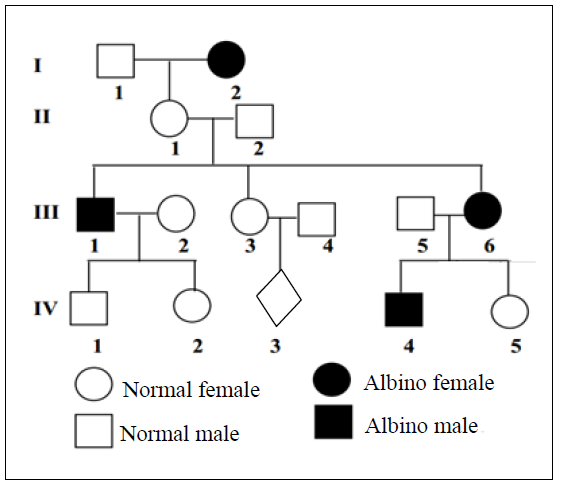 I
1 2
II
1 2
III
1 2 3 4 5 6
IV
1 2 3 4 5
Normal female Albino female
Normal male Albino male